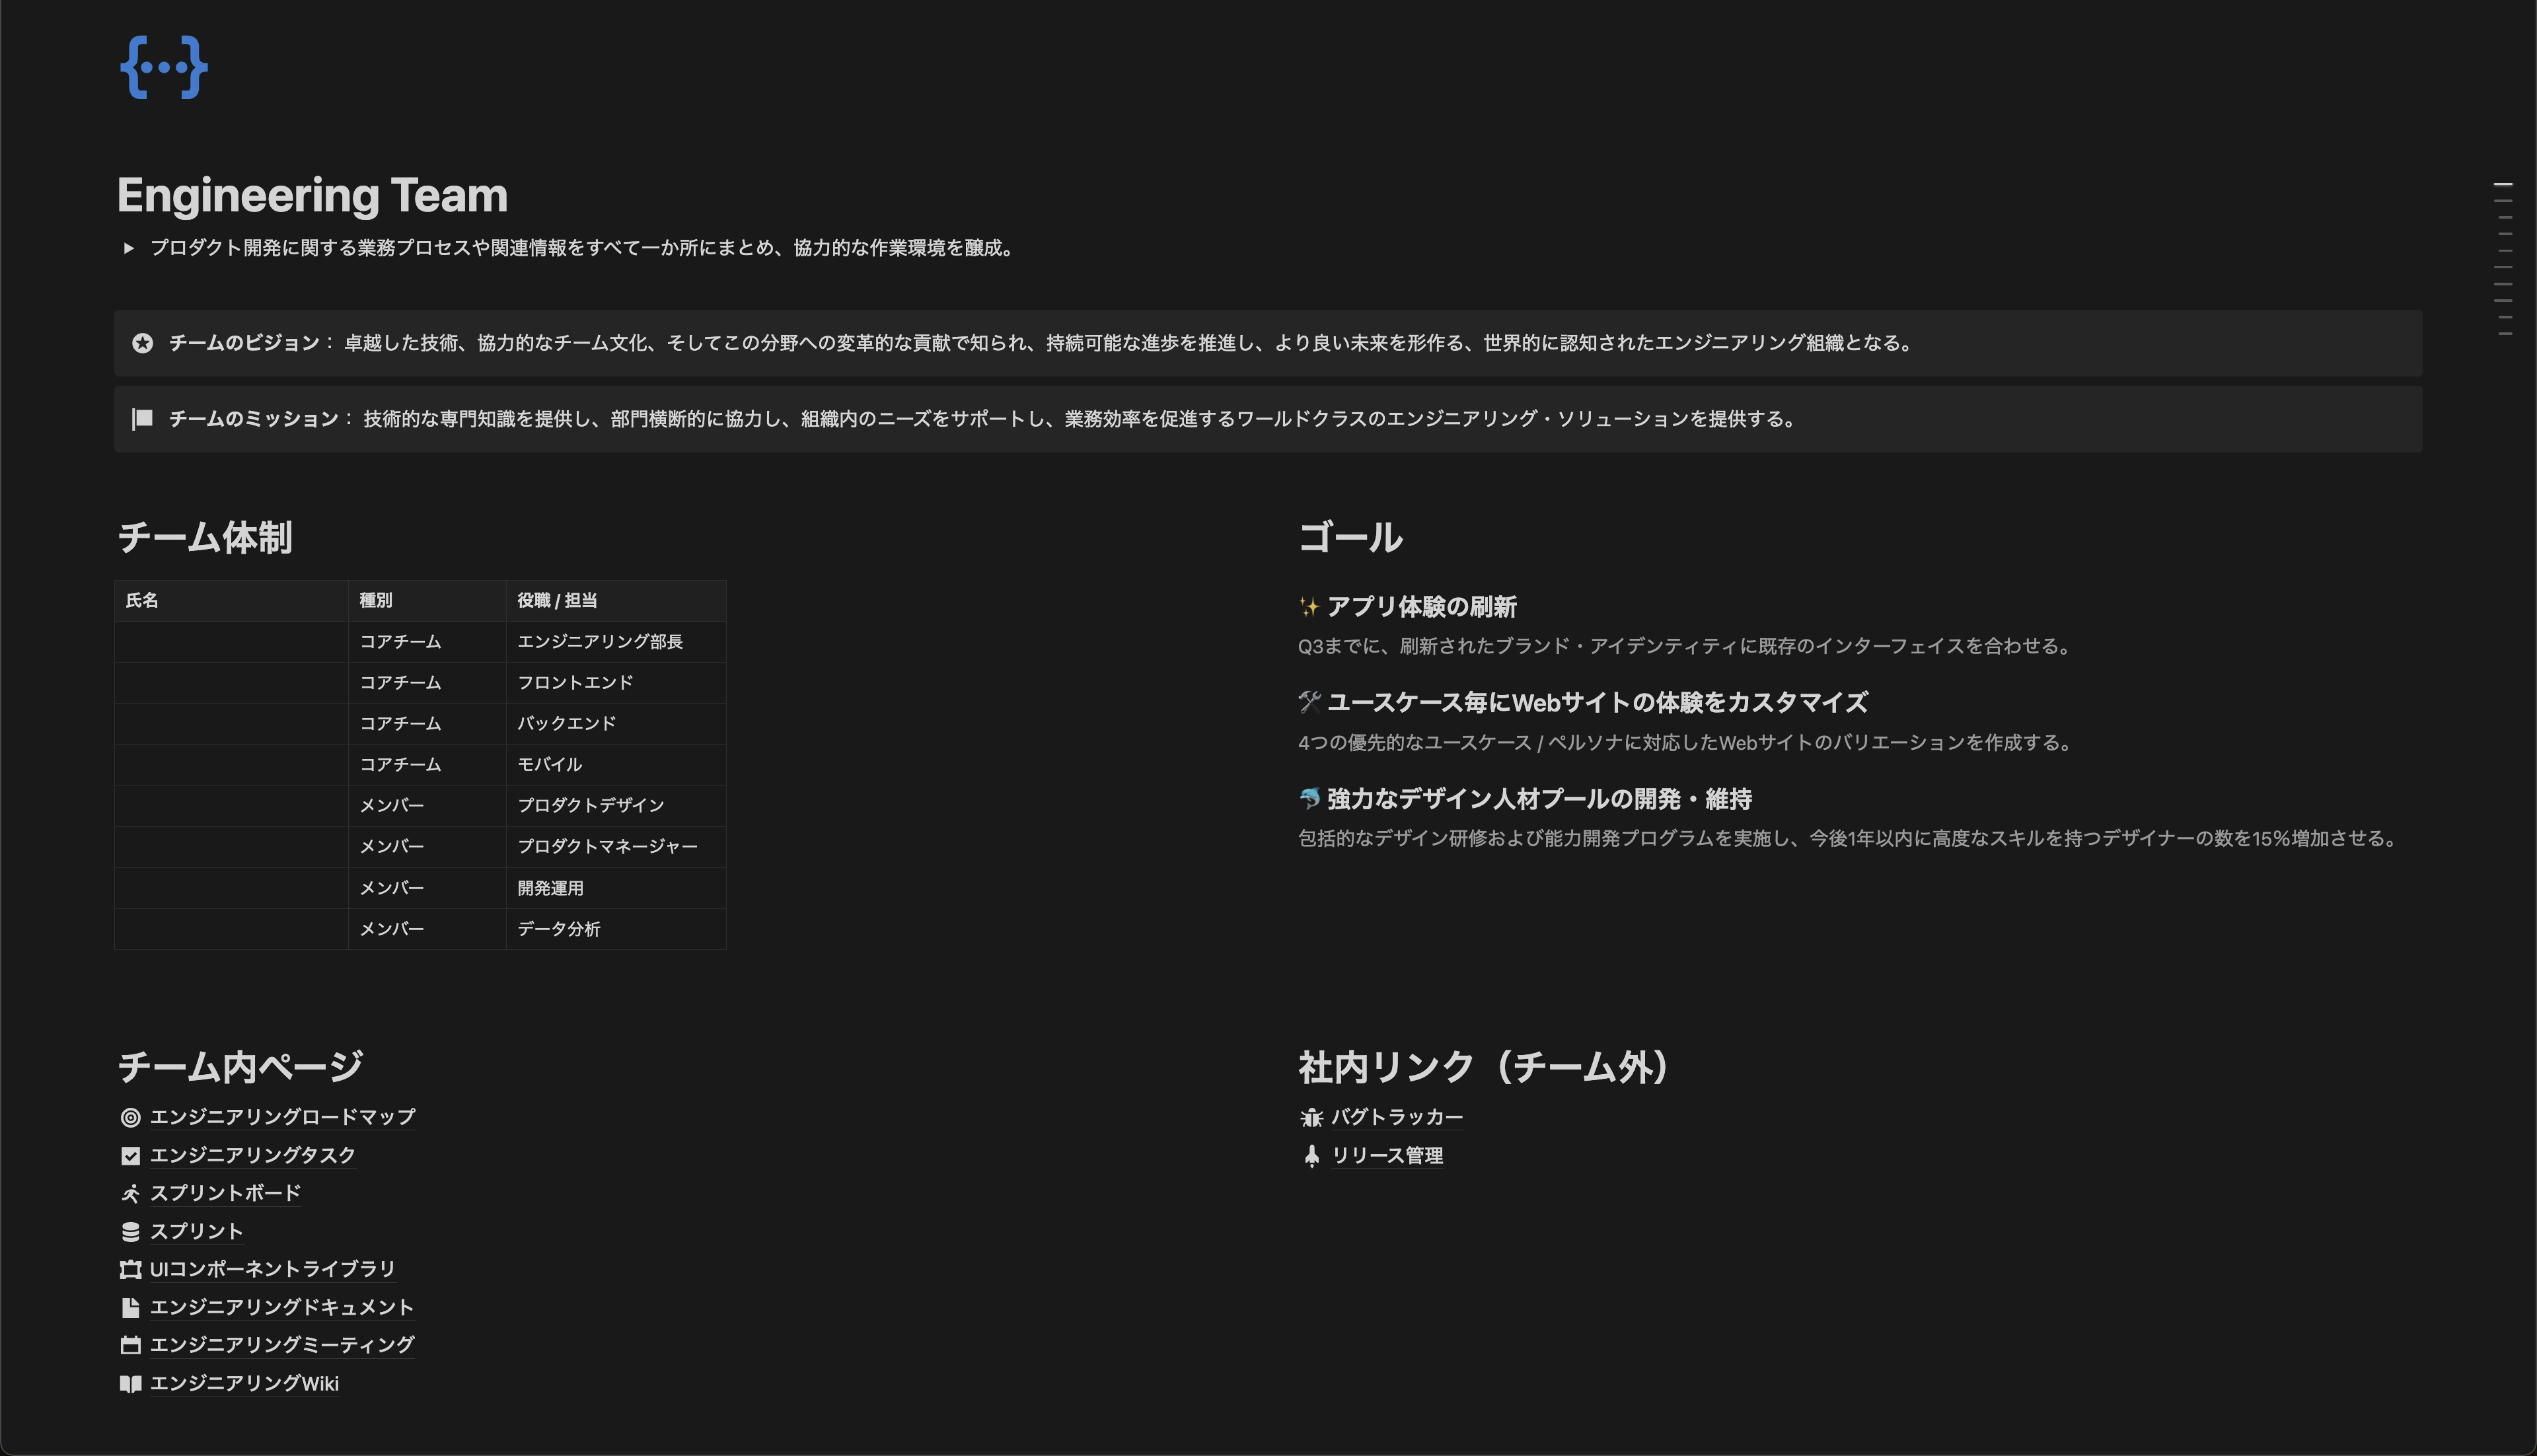 Engineering Team
プロダクト開発に関する業務プロセスや関連情報をすべて一か所にまとめ、協力的な作業環境を醸成。
チームのビジョン： 卓越した技術、協力的なチーム文化、そしてこの分野への変革的な貢献で知られ、持続可能な進歩を推進し、より良い未来を形作る、世界的に認知されたエンジニアリング組織となる。
チームのミッション： 技術的な専門知識を提供し、部門横断的に協力し、組織内のニーズをサポートし、業務効率を促進するワールドクラスのエンジニアリング・ソリューションを提供する。
チーム体制
氏名 種別 役職 / 担当
コアチーム エンジニアリング部長
コアチーム フロントエンド
コアチーム バックエンド
コアチーム モバイル
メンバー プロダクトデザイン
メンバー プロダクトマネージャー
メンバー 開発運用
メンバー データ分析
ゴール
✨ アプリ体験の刷新
Q3までに、刷新されたブランド・アイデンティティに既存のインターフェイスを合わせる。
🛠 ユースケース毎にWebサイトの体験をカスタマイズ
4つの優先的なユースケース / ペルソナに対応したWebサイトのバリエーションを作成する。
🐬 強力なデザイン人材プールの開発・維持
包括的なデザイン研修および能力開発プログラムを実施し、今後1年以内に高度なスキルを持つデザイナーの数を15%増加させる。
チーム内ページ
エンジニアリングロードマップ
エンジニアリングタスク
スプリントボード
スプリント
UIコンポーネントライブラリ
エンジニアリングドキュメント
エンジニアリングミーティング
エンジニアリングWiki
社内リンク（チーム外）
バグトラッカー
リリース管理